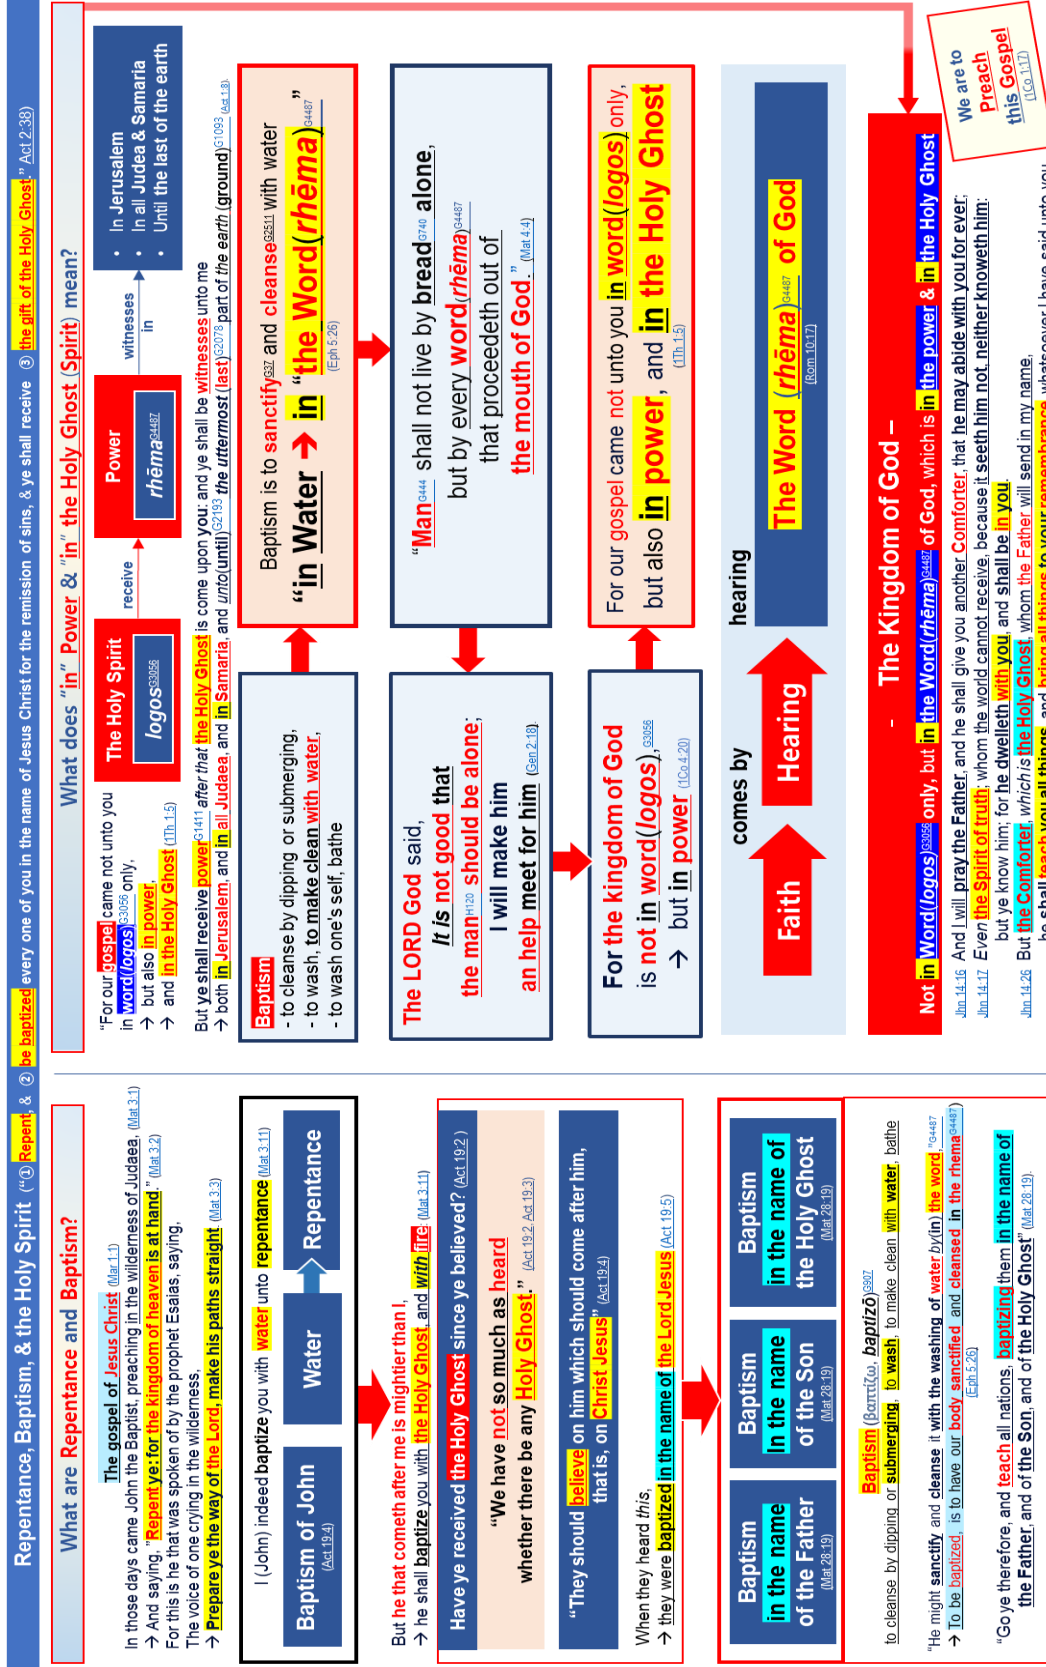 Repentance, Baptism, & the Holy Spirit (“① Repent, & ② be baptized every one of you in the name of Jesus Christ for the remission of sins, & ye shall receive ③ the gift of the Holy Ghost.” Act 2:38)
What are Repentance and Baptism?
The gospel of Jesus Christ (Mar 1:1)
In those days came John the Baptist, preaching in the wilderness of Judaea, (Mat 3:1)
→ And saying, “Repent ye: for the kingdom of heaven is at hand.” (Mat 3:2)
For this is he that was spoken of by the prophet Esaias, saying,
The voice of one crying in the wilderness,
→ Prepare ye the way of the Lord, make his paths straight. (Mat 3:3)
I (John) indeed baptize you with water unto repentance (Mat 3:11)
Baptism of John
(Act 19:4)
Water
Repentance
But he that cometh after me is mightier than I,
→ he shall baptize you with the Holy Ghost, and with fire: (Mat 3:11)
Have ye received the Holy Ghost since ye believed? (Act 19:2)
“We have not so much as heard
whether there be any Holy Ghost.” (Act 19:2, Act 19:3)
“They should believe on him which should come after him,
that is, on Christ Jesus” (Act 19:4)
When they heard this,
→ they were baptized in the name of the Lord Jesus (Act 19:5)
Baptism
in the name
of the Father
(Mat 28:19)
Baptism
In the name
of the Son
(Mat 28:19)
Baptism
in the name of
the Holy Ghost
(Mat 28:19)
Baptism (βαπτίζω, baptizō)G907
to cleanse by dipping or submerging, to wash, to make clean with water, bathe
“He might sanctify and cleanse it with the washing of water by(in) the word,”G4487
→ To be baptized, is to have our body sanctified and cleansed in the rhemaG4487)
(Eph 5:26)
“Go ye therefore, and teach all nations, baptizing them in the name of
the Father, and of the Son, and of the Holy Ghost” (Mat 28:19).
What does “in” Power & “in” the Holy Ghost (Spirit) mean?
“For our gospel came not unto you
in word(logos)G3056 only,
→ but also in power,
→ and in the Holy Ghost (1Th 1:5)
The Holy Spirit
logosG3056
receive
Power
rhēmaG4487
witnesses
in
• In Jerusalem
• In all Judea & Samaria
• Until the last of the earth
But ye shall receive powerG1411 after that the Holy Ghost is come upon you: and ye shall be witnesses unto me
→ both in Jerusalem, and in all Judaea, and in Samaria, and unto(until)G2193 the uttermost (last)G2078 part of the earth (ground)G1093 (Act 1:8).
Baptism
- to cleanse by dipping or submerging,
- to wash, to make clean with water,
- to wash one's self, bathe
Baptism is to sanctifyG37 and cleanseG2511 with water
“in Water → in “the Word(rhēma)”G4487
(Eph 5:26)
“ManG444 shall not live by breadG740 alone,
but by every word(rhēma)G4487
that proceedeth out of
the mouth of God.” (Mat 4:4)
The LORD God said,
It is not good that
the manH120 should be alone;
I will make him
an help meet for him (Gen 2:18).
For the kingdom of God
is not in word(logos),G3056
→ but in power (1Co 4:20)
For our gospel came not unto you in word(logos) only,
but also in power, and in the Holy Ghost
(1Th 1:5)
Faith
comes by
Hearing
hearing
The Word (rhēma)G4487 of God
(Rom 10:17)
- The Kingdom of God –
Not in Word(logos)G3056 only, but in the Word(rhēma)G4487 of God, which is in the power & in the Holy Ghost
We are to
Preach
this Gospel
(1Co 1:17)
Jhn 14:16 And I will pray the Father, and he shall give you another Comforter, that he may abide with you for ever;
Jhn 14:17 Even the Spirit of truth; whom the world cannot receive, because it seeth him not, neither knoweth him:
but ye know him; for he dwelleth with you, and shall be in you.
Jhn 14:26 But the Comforter, which is the Holy Ghost, whom the Father will send in my name,
he shall teach you all things, and bring all things to your remembrance, whatsoever I have said unto you